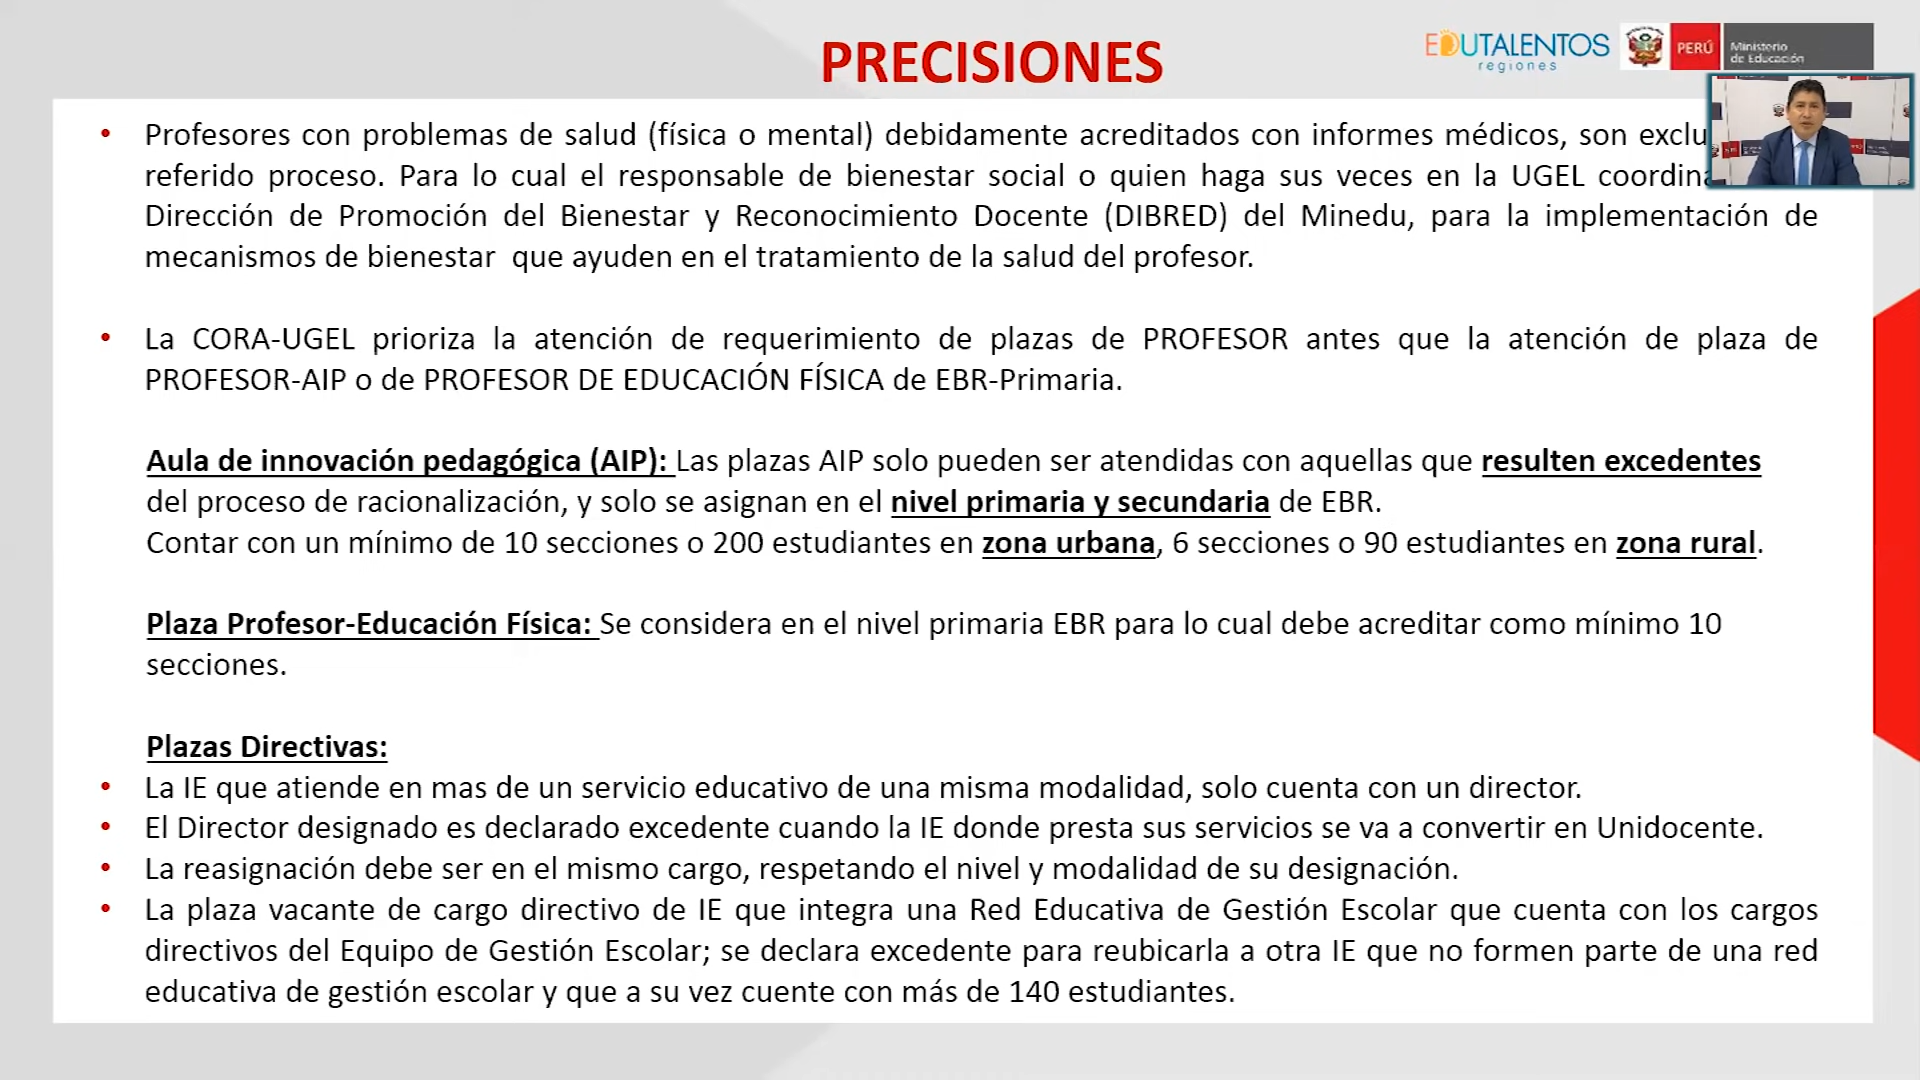 PRECISIONES
EDUTALENTOS
regiones
PERÚ
Ministerio
de Educación
• Profesores con problemas de salud (física o mental) debidamente acreditados con informes médicos, son
referido proceso. Para lo cual el responsable de bienestar social o quien haga sus veces en la UGEL
Dirección de Promoción del Bienestar y Reconocimiento Docente (DIBRED) del Minedu, para la implementación de
mecanismos de bienestar que ayuden en el tratamiento de la salud del profesor.
• La CORA-UGEL prioriza la atención de requerimiento de plazas de PROFESOR antes que la atención de plaza de
PROFESOR-AIP o de PROFESOR DE EDUCACIÓN FÍSICA de EBR-Primaria.
Aula de innovación pedagógica (AIP): Las plazas AIP solo pueden ser atendidas con aquellas que resulten excedentes
del proceso de racionalización, y solo se asignan en el nivel primaria y secundaria de EBR.
Contar con un mínimo de 10 secciones o 200 estudiantes en zona urbana, 6 secciones o 90 estudiantes en zona rural.
Plaza Profesor-Educación Física: Se considera en el nivel primaria EBR para lo cual debe acreditar como mínimo 10
secciones.
Plazas Directivas:
• La IE que atiende en mas de un servicio educativo de una misma modalidad, solo cuenta con un director.
• El Director designado es declarado excedente cuando la IE donde presta sus servicios se va a convertir en Unidocente.
• La reasignación debe ser en el mismo cargo, respetando el nivel y modalidad de su designación.
• La plaza vacante de cargo directivo de IE que integra una Red Educativa de Gestión Escolar que cuenta con los cargos
directivos del Equipo de Gestión Escolar; se declara excedente para reubicarla a otra IE que no formen parte de una red
educativa de gestión escolar y que a su vez cuente con más de 140 estudiantes.